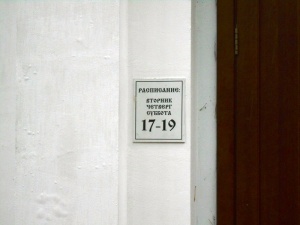 РАСПИСАНИЕ:
ВТОРНИК
ЧЕТВЕРГ
СУББОТА
17-19